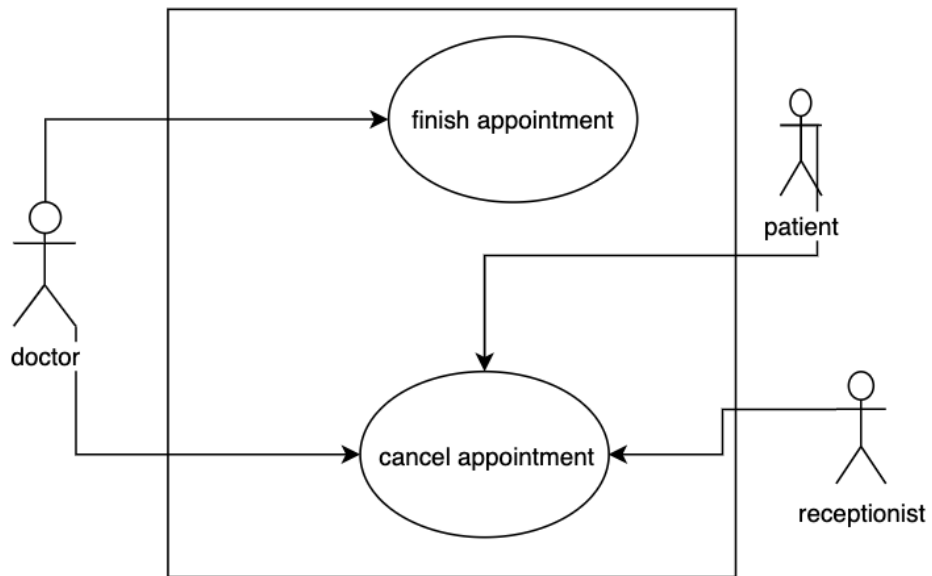 finish appointment
patient
doctor
cancel appointment
receptionist